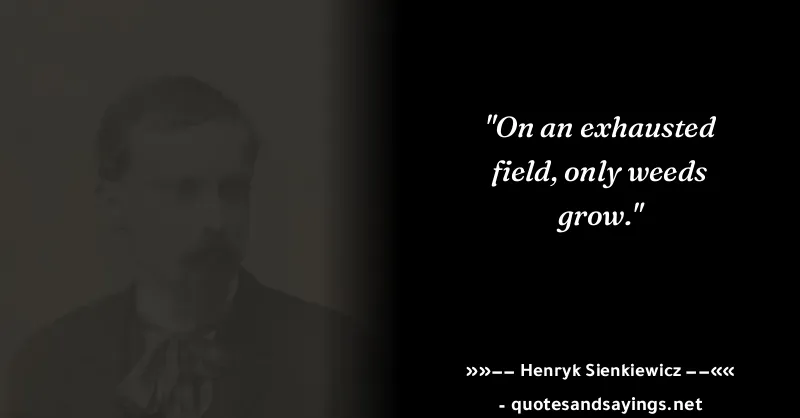 "On an exhausted
field, only weeds
grow."
»»–– Henryk Sienkiewicz ––««
- quotesandsayings.net